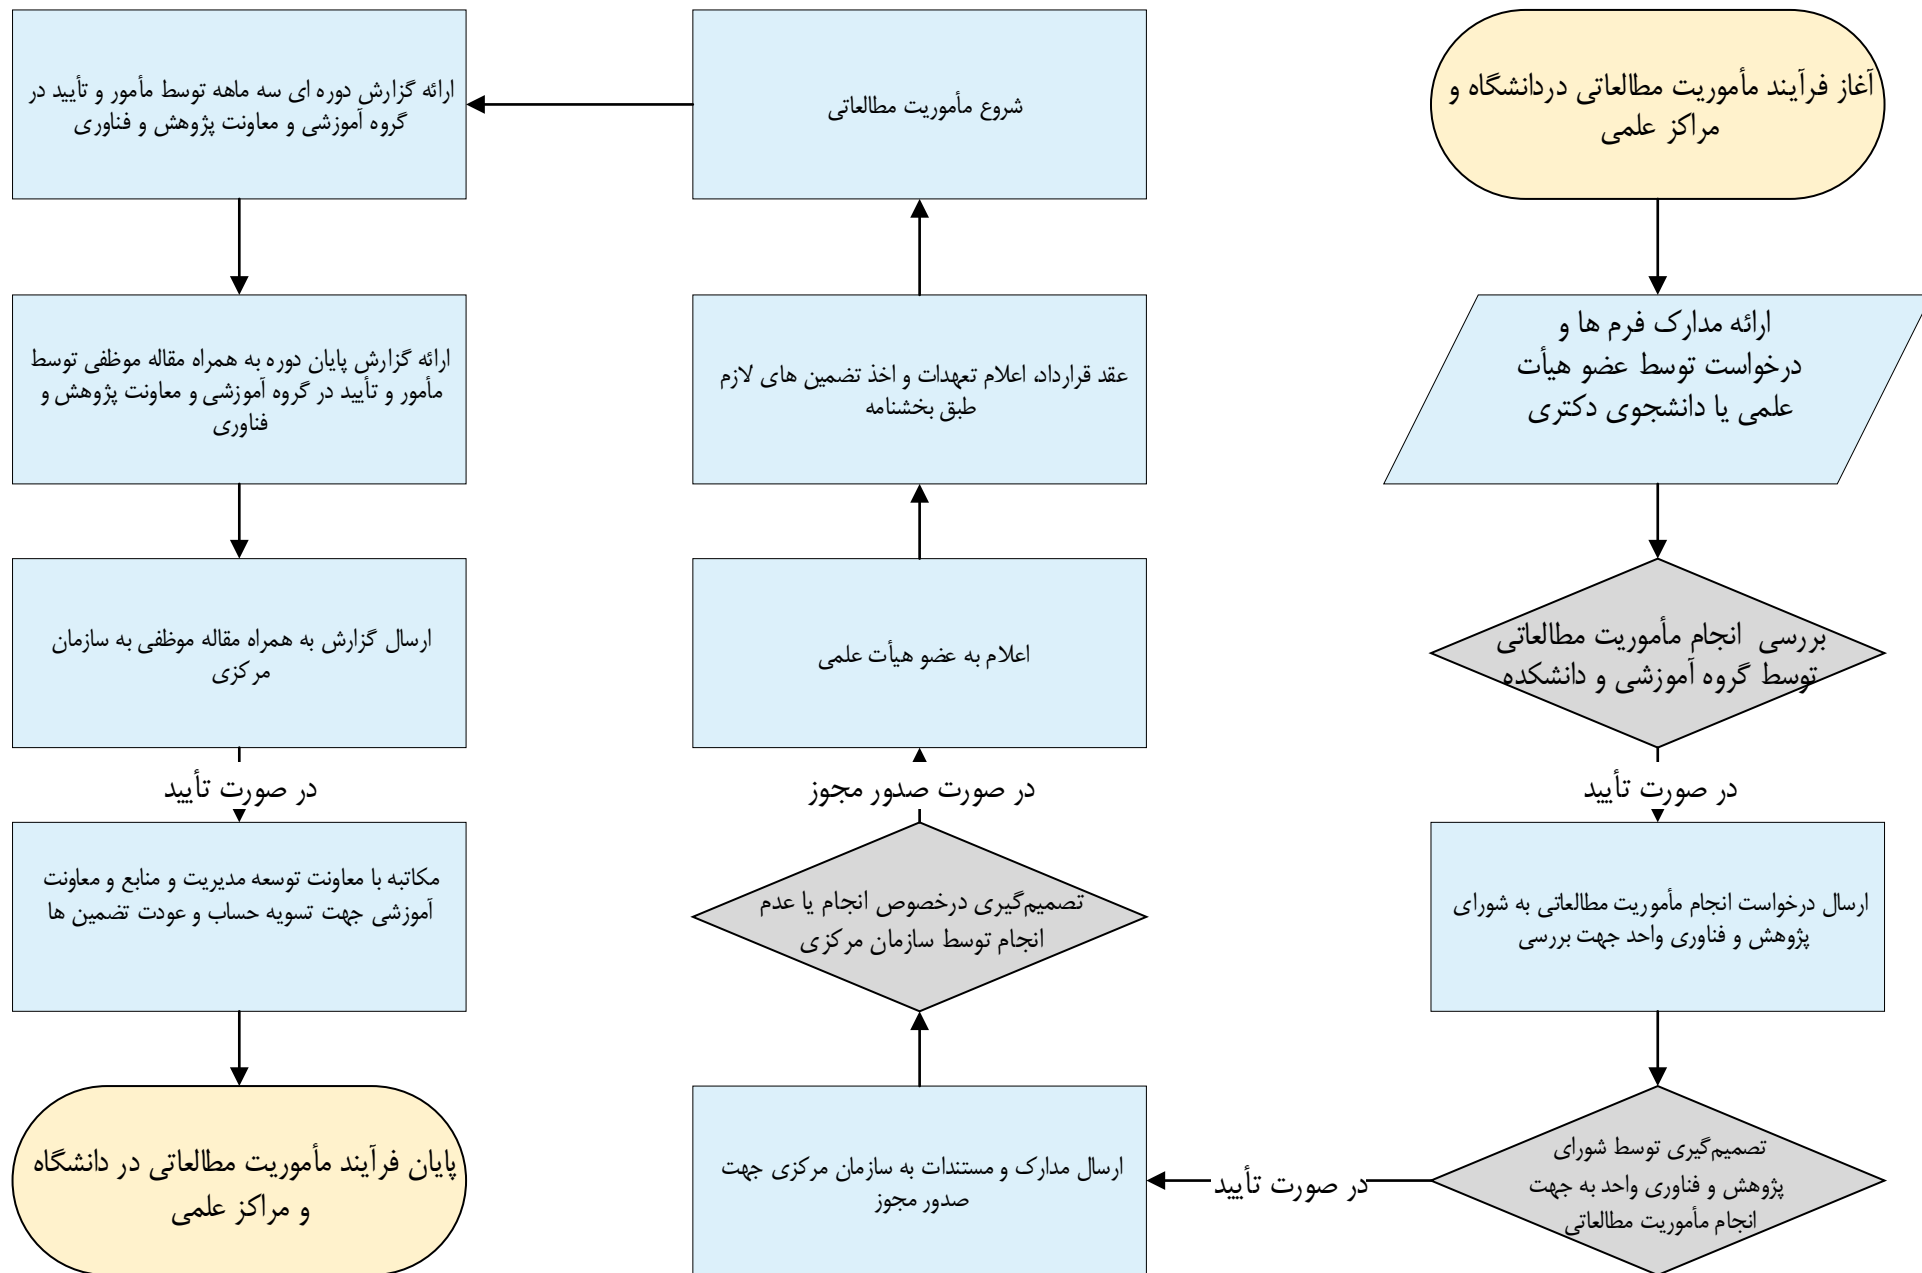 آغاز فرآیند مأموریت مطالعاتی دردانشگاه و
مراکز علمی
ارائه مدارک فرم ها و
درخواست توسط عضو هیأت
علمی یا دانشجوی دکتری
بررسی انجام مأموریت مطالعاتی
توسط گروه آموزشی و دانشکده
در صورت تأیید
ارسال درخواست انجام مأموریت مطالعاتی به شورای
پژوهش و فناوری واحد جهت بررسی
تصمیم‌گیری توسط شورای
پژوهش و فناوری واحد به جهت
انجام مأموریت مطالعاتی
در صورت تأیید
ارسال مدارک و مستندات به سازمان مرکزی جهت
صدور مجوز
تصمیم‌گیری درخصوص انجام یا عدم
انجام توسط سازمان مرکزی
در صورت صدور مجوز
اعلام به عضو هیأت علمی
عقد قرارداد، اعلام تعهدات و اخذ تضمین های لازم
طبق بخشنامه
شروع مأموریت مطالعاتی
ارائه گزارش دوره ای سه ماهه توسط مأمور و تأیید در
گروه آموزشی و معاونت پژوهش و فناوری
ارائه گزارش پایان دوره به همراه مقاله موظفی توسط
مأمور و تأیید در گروه آموزشی و معاونت پژوهش و
فناوری
ارسال گزارش به همراه مقاله موظفی به سازمان
مرکزی
در صورت تأیید
مکاتبه با معاونت توسعه مدیریت و منابع و معاونت
آموزشی جهت تسویه حساب و عودت تضمین ها
پایان فرآیند مأموریت مطالعاتی در دانشگاه
و مراکز علمی